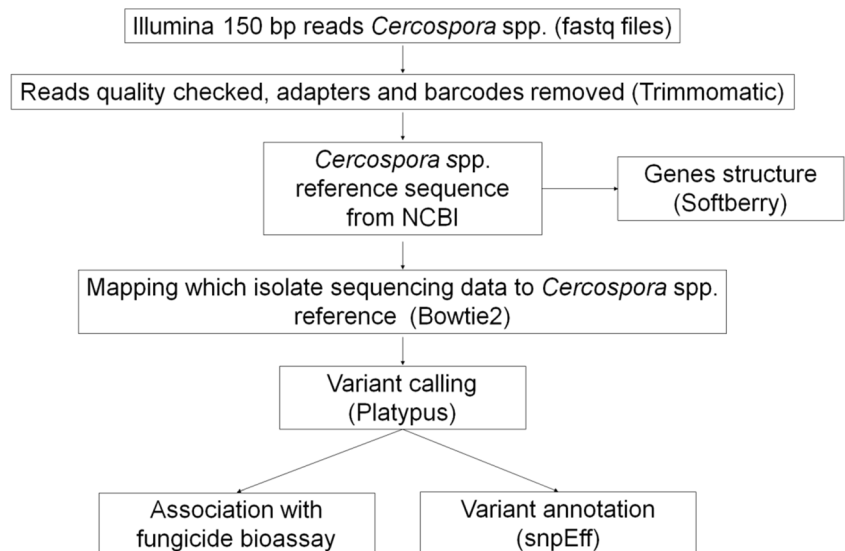 Illumina 150 bp reads Cercospora spp. (fastq files)
Reads quality checked, adapters and barcodes removed (Trimmomatic)
Cercospora spp.
reference sequence
from NCBI
Genes structure
(Softberry)
Mapping which isolate sequencing data to Cercospora spp.
reference (Bowtie2)
Variant calling
(Platypus)
Association with
fungicide bioassay
Variant annotation
(snpEff)